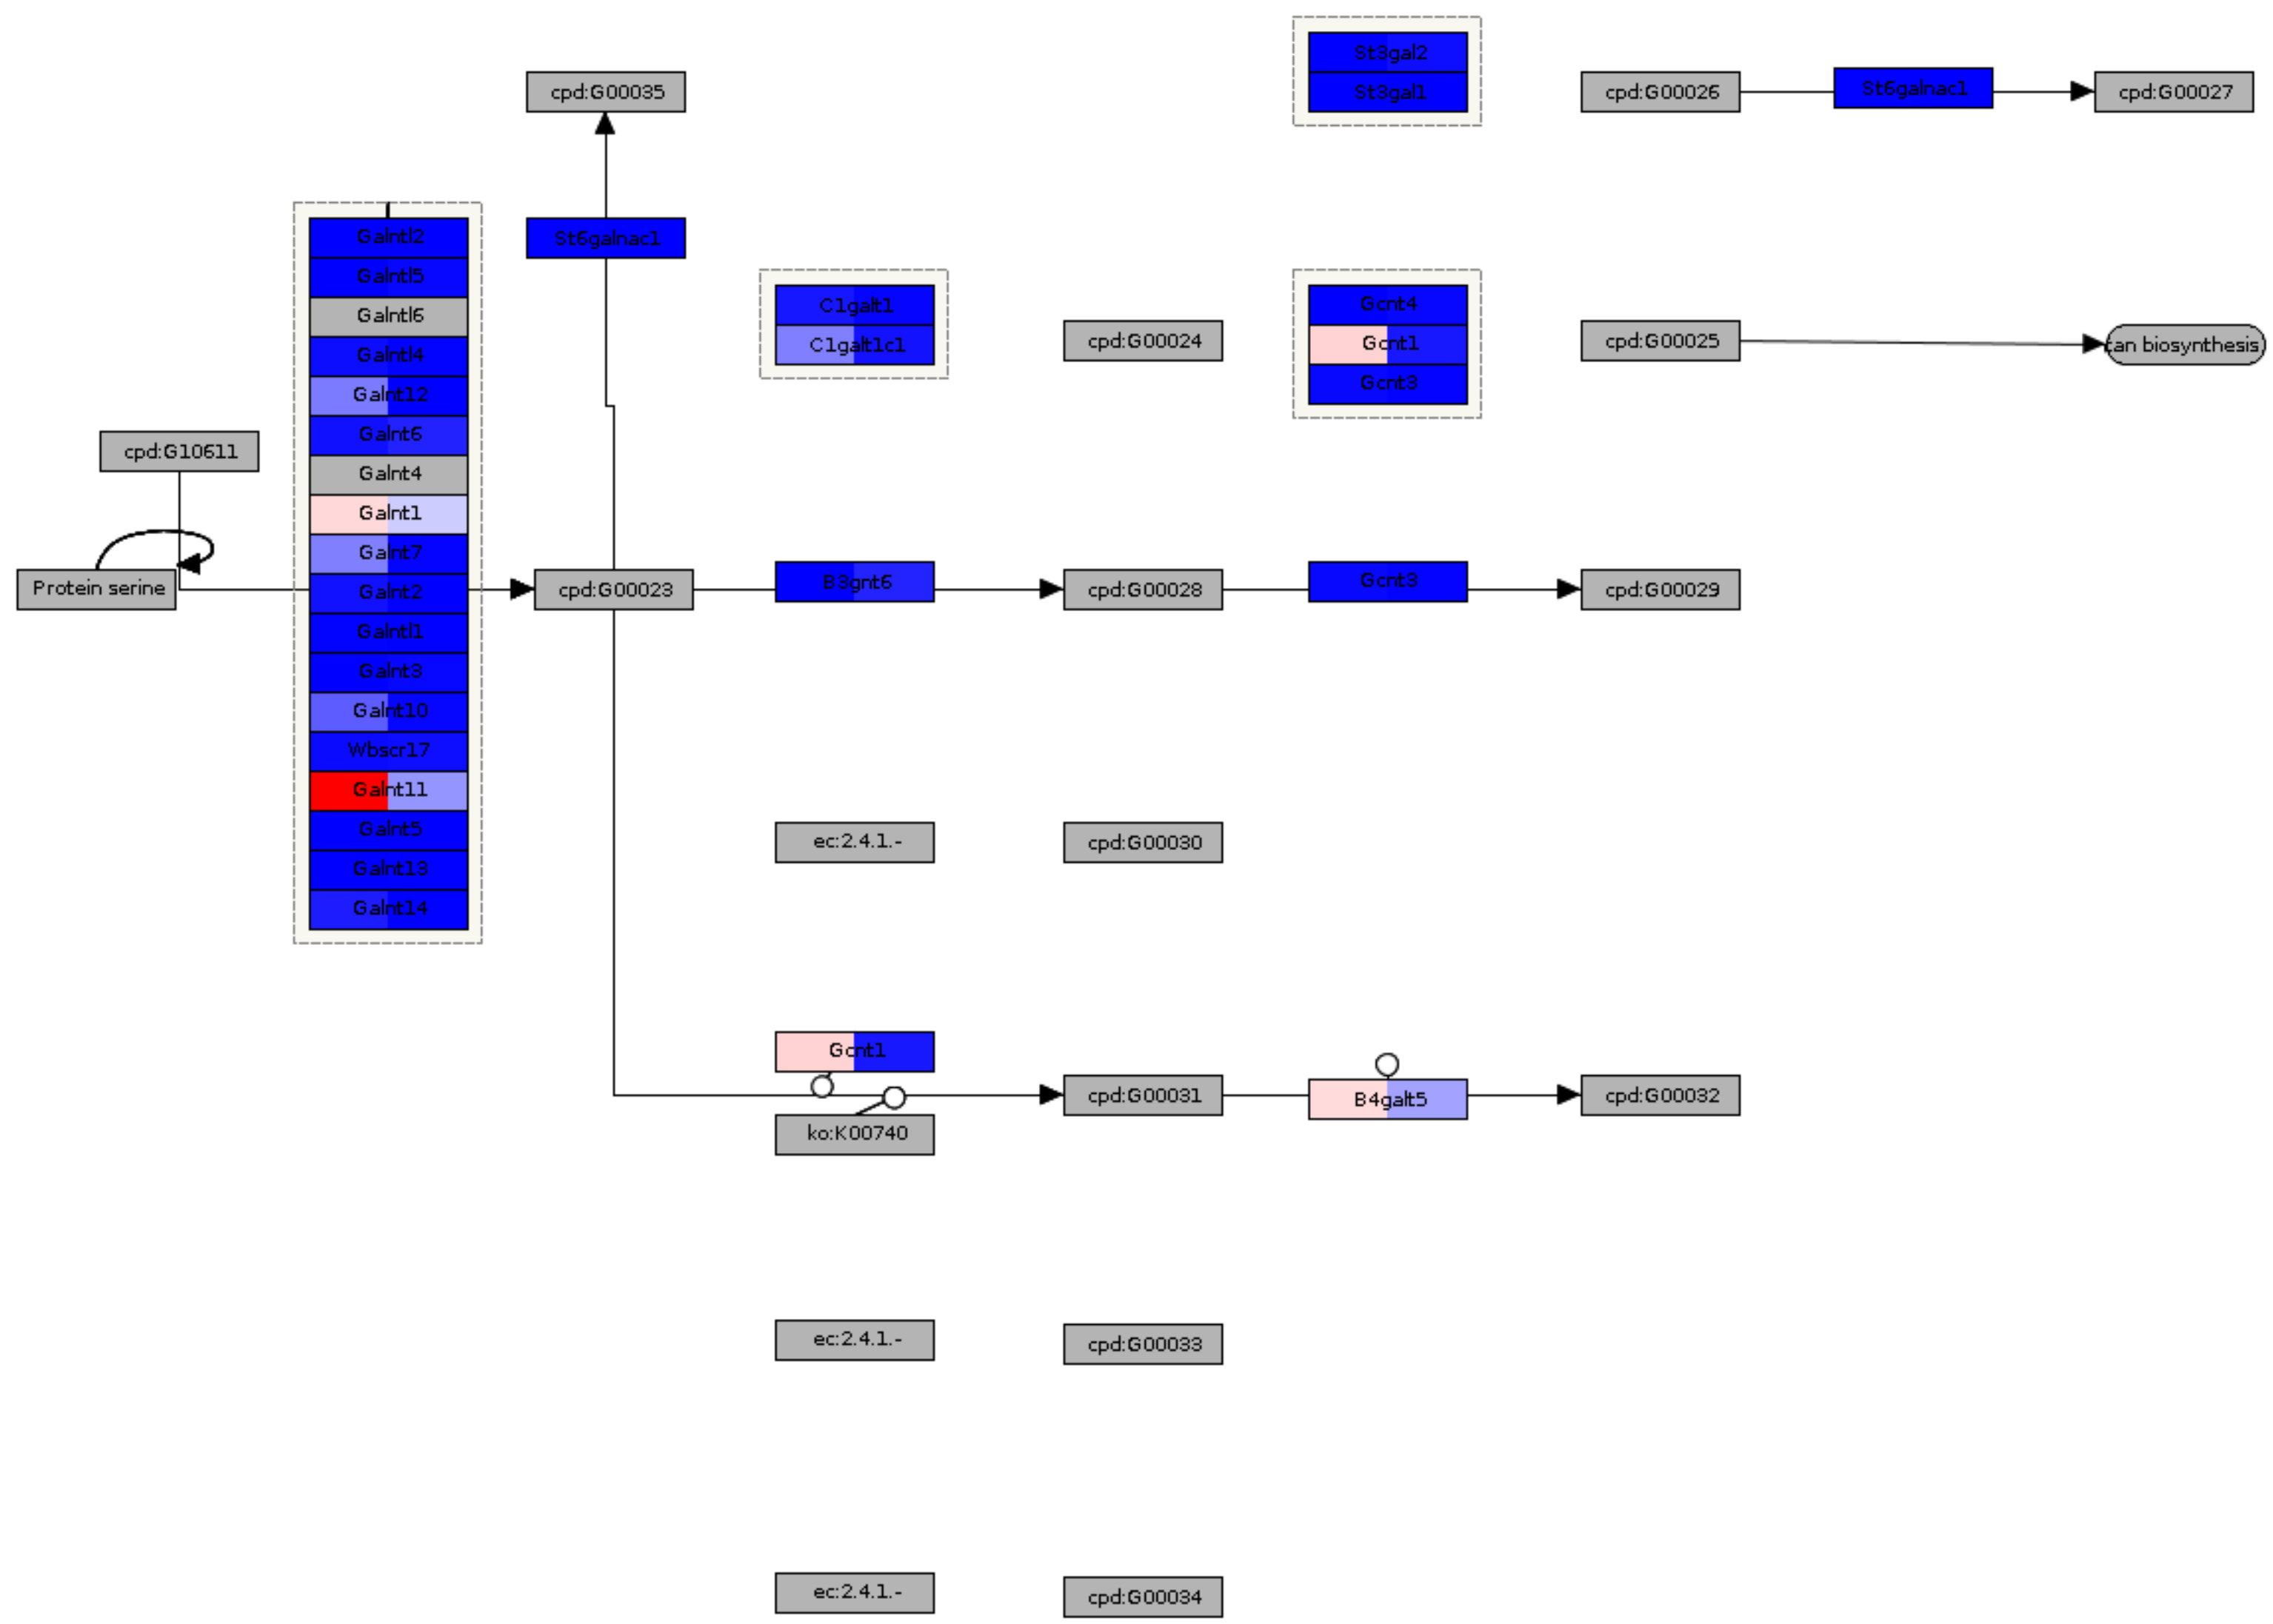 St3gal2
cpd:G00035
St3gal1
cpd:G00026
St6galnac1
cpd:G00027
Galntl2
St6galnac1
Galntl5
Galntl6
C1galt1
Gcnt4
Galntl4
C1galt1c1
cpd:G00024
Gcnt1
cpd:G00025
can biosynthesis
Galnt12
Gcnt3
Galnt6
cpd:G10611
Galnt4
Galnt1
Galnt7
Protein serine
Galnt2
cpd:G00023
B3gnt6
cpd:G00028
Gcnt3
cpd:G00029
Galntl1
Galnt3
Galnt10
Wbscr17
Galnt11
Galnt5
ec:2.4.1.-
cpd:G00030
Galnt13
Galnt14
Gcnt1
cpd:G00031
B4galt5
cpd:G00032
ko:K00740
ec:2.4.1.-
cpd:G00033
ec:2.4.1.-
cpd:G00034